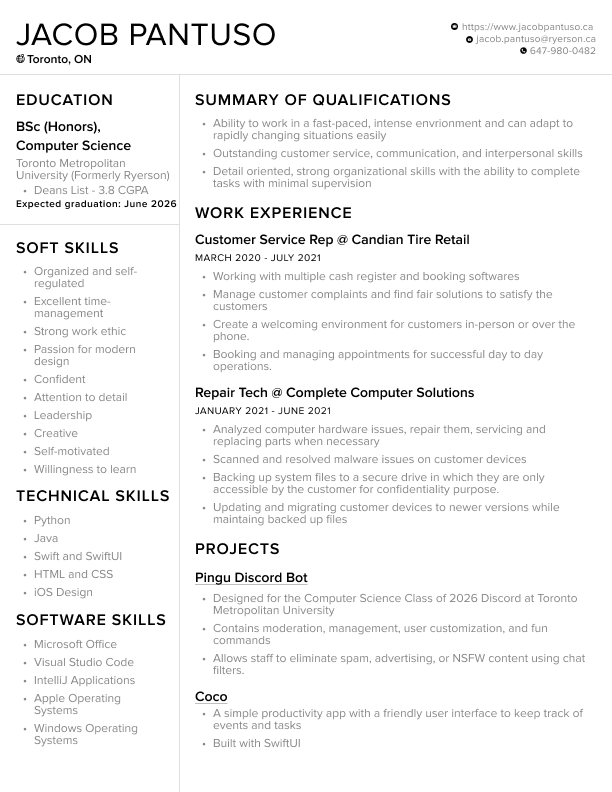 JACOB PANTUSO
Toronto, ON
https://www.jacobpantuso.ca
jacob.pantuso@ryerson.ca
647-980-0482
EDUCATION
BSc (Honors),
Computer Science
Toronto Metropolitan
University (Formerly Ryerson)
• Deans List - 3.8 CGPA
Expected graduation: June 2026
SOFT SKILLS
• Organized and self-
regulated
• Excellent time-
management
• Strong work ethic
• Passion for modern
design
• Confident
• Attention to detail
• Leadership
• Creative
• Self-motivated
• Willingness to learn
TECHNICAL SKILLS
• Python
• Java
• Swift and SwiftUI
• HTML and CSS
• iOS Design
SOFTWARE SKILLS
• Microsoft Office
• Visual Studio Code
• IntelliJ Applications
• Apple Operating
Systems
• Windows Operating
Systems
SUMMARY OF QUALIFICATIONS
• Ability to work in a fast-paced, intense envrionment and can adapt to
rapidly changing situations easily
• Outstanding customer service, communication, and interpersonal skills
• Detail oriented, strong organizational skills with the ability to complete
tasks with minimal supervision
WORK EXPERIENCE
Customer Service Rep @ Candian Tire Retail
MARCH 2020 - JULY 2021
• Working with multiple cash register and booking softwares
• Manage customer complaints and find fair solutions to satisfy the
customers
• Create a welcoming environment for customers in-person or over the
phone.
• Booking and managing appointments for successful day to day
operations.
Repair Tech @ Complete Computer Solutions
JANUARY 2021 - JUNE 2021
• Analyzed computer hardware issues, repair them, servicing and
replacing parts when necessary
• Scanned and resolved malware issues on customer devices
• Backing up system files to a secure drive in which they are only
accessible by the customer for confidentiality purpose.
• Updating and migrating customer devices to newer versions while
maintaing backed up files
PROJECTS
Pingu Discord Bot
• Designed for the Computer Science Class of 2026 Discord at Toronto
Metropolitan University
• Contains moderation, management, user customization, and fun
commands
• Allows staff to eliminate spam, advertising, or NSFW content using chat
filters.
Coco
• A simple productivity app with a friendly user interface to keep track of
events and tasks
• Built with SwiftUI